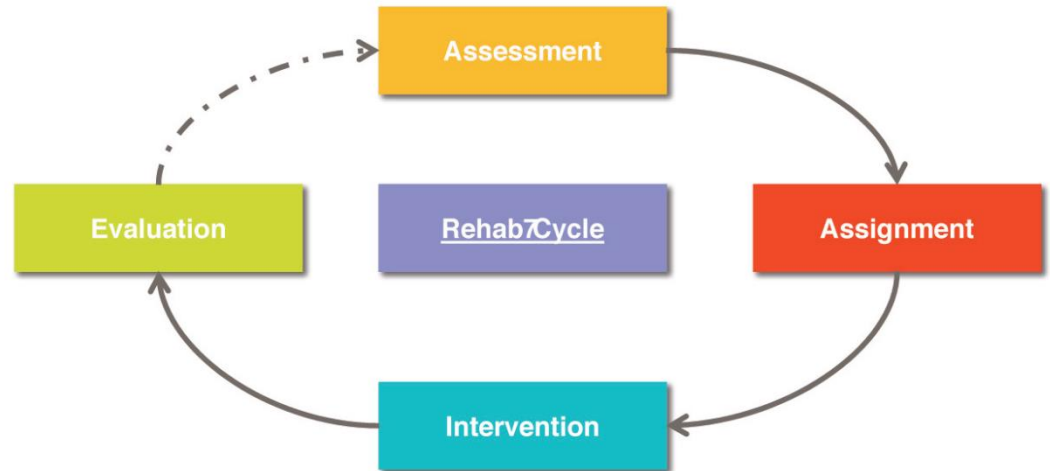 Assessment
Evaluation
Rehab7Cycle
Assignment
Intervention